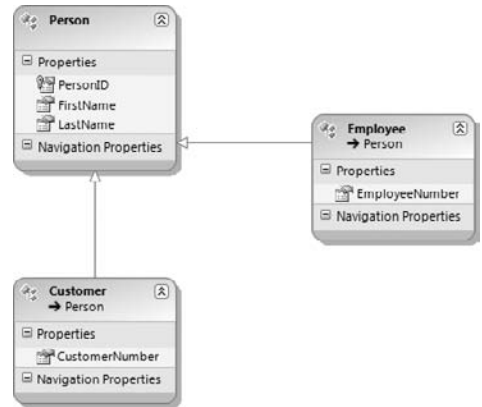 Person
Properties
PersonID
FirstName
LastName
Navigation Properties
Employee
→ Person
Properties
EmployeeNumber
Navigation Properties
Customer
→ Person
Properties
CustomerNumber
Navigation Properties